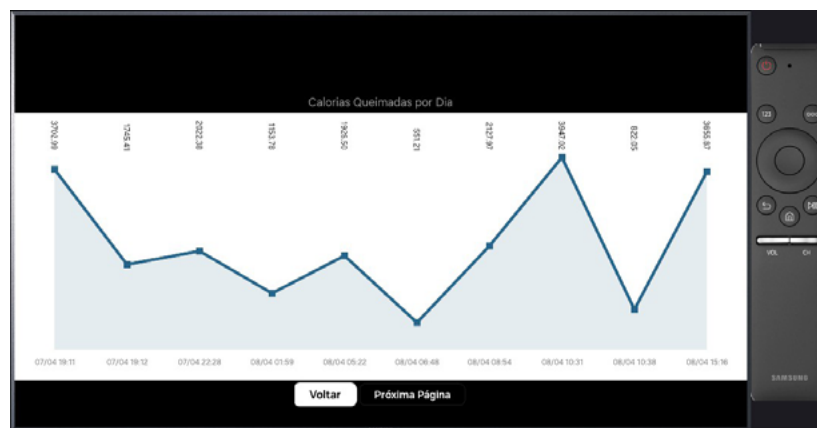 Calorias Queimadas por Dia
3702.99 1745.41 2022.38 1153.78 1926.50 551.21 2127.97 3947.02 822.05 3655.87
07/04 19:11 07/04 19:12 07/04 22:28 08/04 01:59 08/04 05:22 08/04 06:48 08/04 08:54 08/04 10:31 08/04 10:38 08/04 15:16
Voltar Próxima Página
123
VOL CH
SAMSUNG